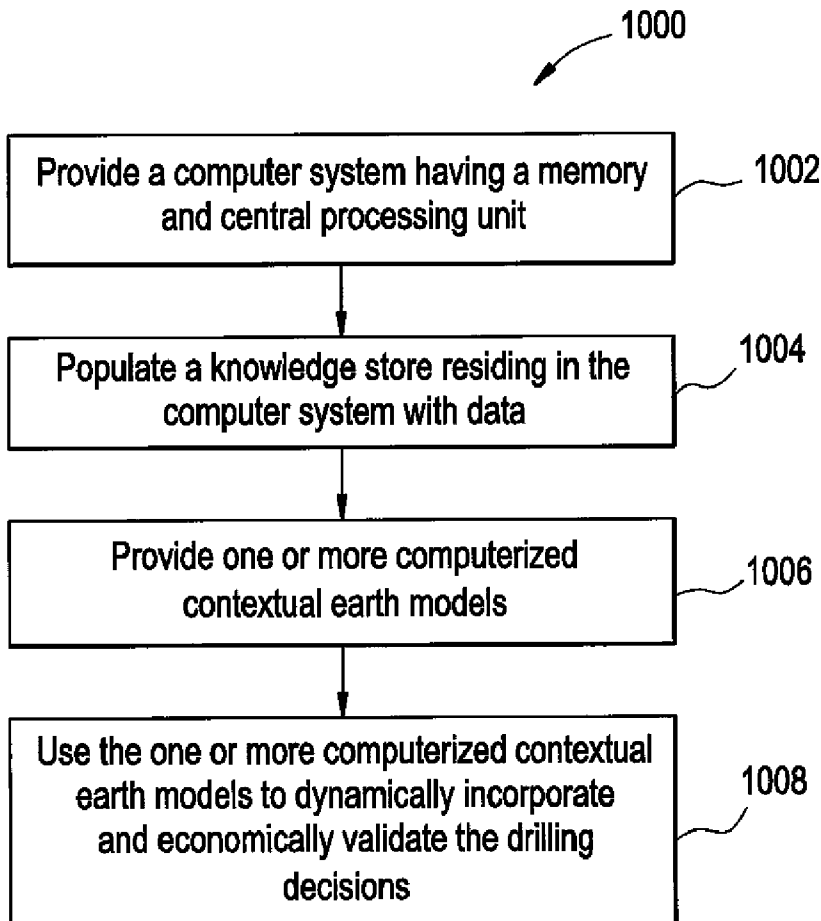 1000
Provide a computer system having a memory
and central processing unit
1002
Populate a knowledge store residing in the
computer system with data
1004
Provide one or more computerized
contextual earth models
1006
Use the one or more computerized contextual
earth models to dynamically incorporate
and economically validate the drilling
decisions
1008